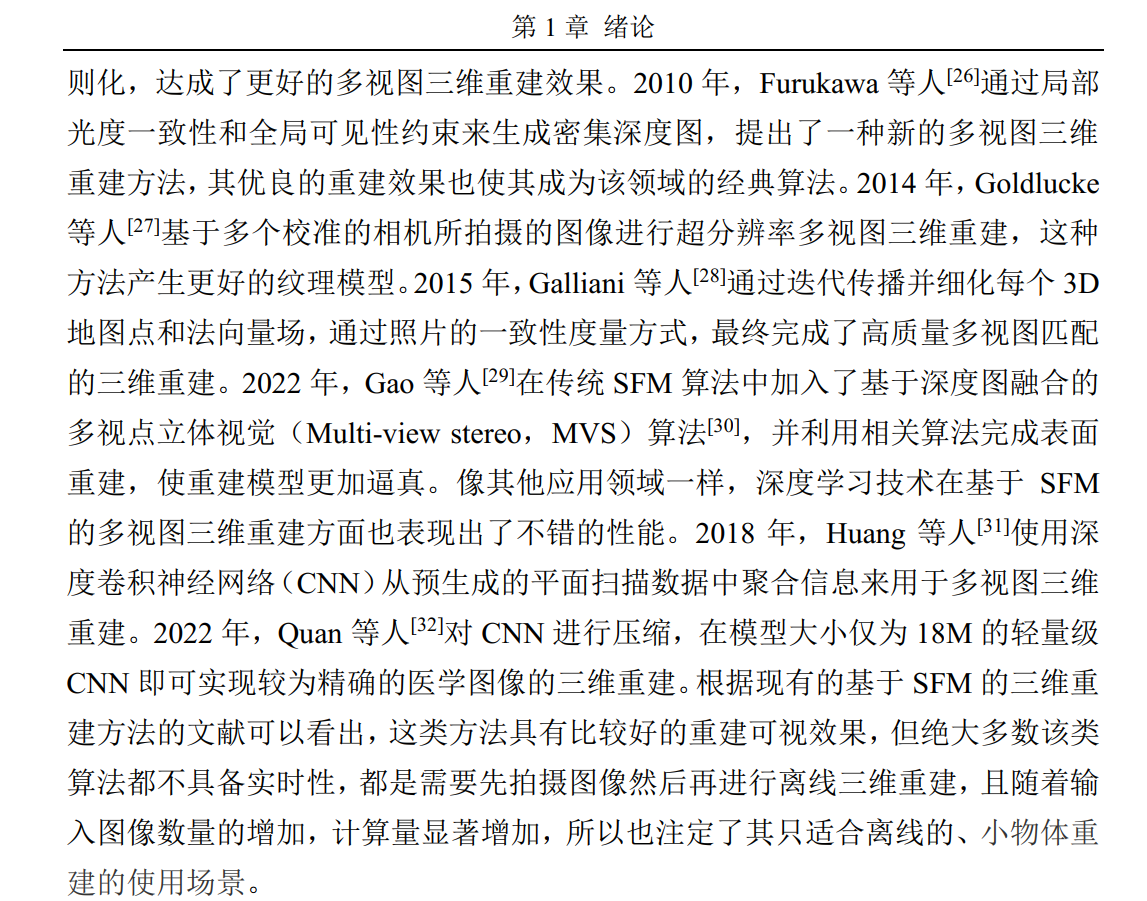 第 1 章 绪论
则化，达成了更好的多视图三维重建效果。2010 年，Furukawa 等人[26]通过局部
光度一致性和全局可见性约束来生成密集深度图，提出了一种新的多视图三维
重建方法，其优良的重建效果也使其成为该领域的经典算法。2014 年，Goldlucke
等人[27]基于多个校准的相机所拍摄的图像进行超分辨率多视图三维重建，这种
方法产生更好的纹理模型。2015 年，Galliani 等人[28]通过迭代传播并细化每个 3D
地图点和法向量场，通过照片的一致性度量方式，最终完成了高质量多视图匹配
的三维重建。2022 年，Gao 等人[29]在传统 SFM 算法中加入了基于深度图融合的
多视点立体视觉（Multi-view stereo，MVS）算法[30]，并利用相关算法完成表面
重建，使重建模型更加逼真。像其他应用领域一样，深度学习技术在基于 SFM
的多视图三维重建方面也表现出了不错的性能。2018 年，Huang 等人[31]使用深
度卷积神经网络（CNN）从预生成的平面扫描数据中聚合信息来用于多视图三维
重建。2022 年，Quan 等人[32]对 CNN 进行压缩，在模型大小仅为 18M 的轻量级
CNN 即可实现较为精确的医学图像的三维重建。根据现有的基于 SFM 的三维重
建方法的文献可以看出，这类方法具有比较好的重建可视效果，但绝大多数该类
算法都不具备实时性，都是需要先拍摄图像然后再进行离线三维重建，且随着输
入图像数量的增加，计算量显著增加，所以也注定了其只适合离线的、小物体重
建的使用场景。